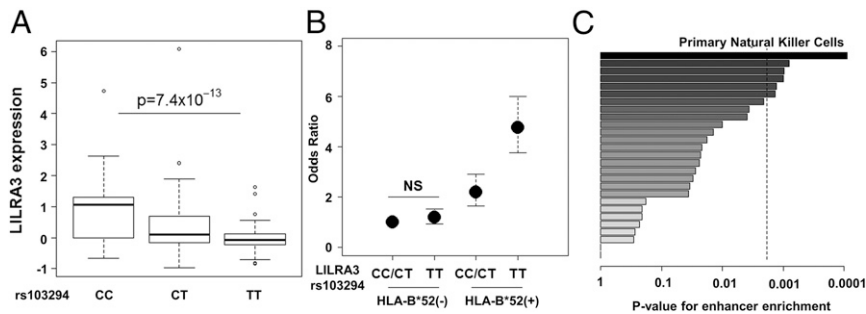 A
LILRA3 expression
6
5
4
3
2
1
0
-1
p=7.4x10⁻¹³
rs103294 CC CT TT
B
Odds Ratio
8
6
4
2
0
NS
LILRA3 CC/CT TT CC/CT TT
rs103294
HLA-B*52(-) HLA-B*52(+)
C
Primary Natural Killer Cells
1 0.1 0.01 0.001 0.0001
P-value for enhancer enrichment